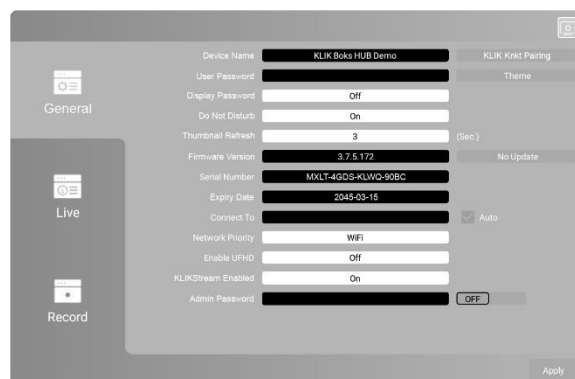 General
Live
Record
Device Name KLIK Boks HUB Demo KLIK Knkt Pairing
User Password Theme
Display Password Off
Do Not Disturb On
Thumbnail Refresh 3 (Sec.)
Firmware Version 3.7.5.172 No Update
Serial Number MXLT-4GDS-KLWQ-90BC
Expiry Date 2045-03-15
Connect To Auto
Network Priority WiFi
Enable UFHD Off
KLIKStream Enabled On
Admin Password OFF
Apply